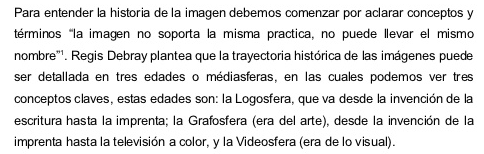 Para entender la historia de la imagen debemos comenzar por aclarar conceptos y
términos "la imagen no soporta la misma practica, no puede llevar el mismo
nombre"¹. Regis Debray plantea que la trayectoria histórica de las imágenes puede
ser detallada en tres edades o médiasferas, en las cuales podemos ver tres
conceptos claves, estas edades son: la Logosfera, que va desde la invención de la
escritura hasta la imprenta; la Grafosfera (era del arte), desde la invención de la
imprenta hasta la televisión a color, y la Videosfera (era de lo visual).